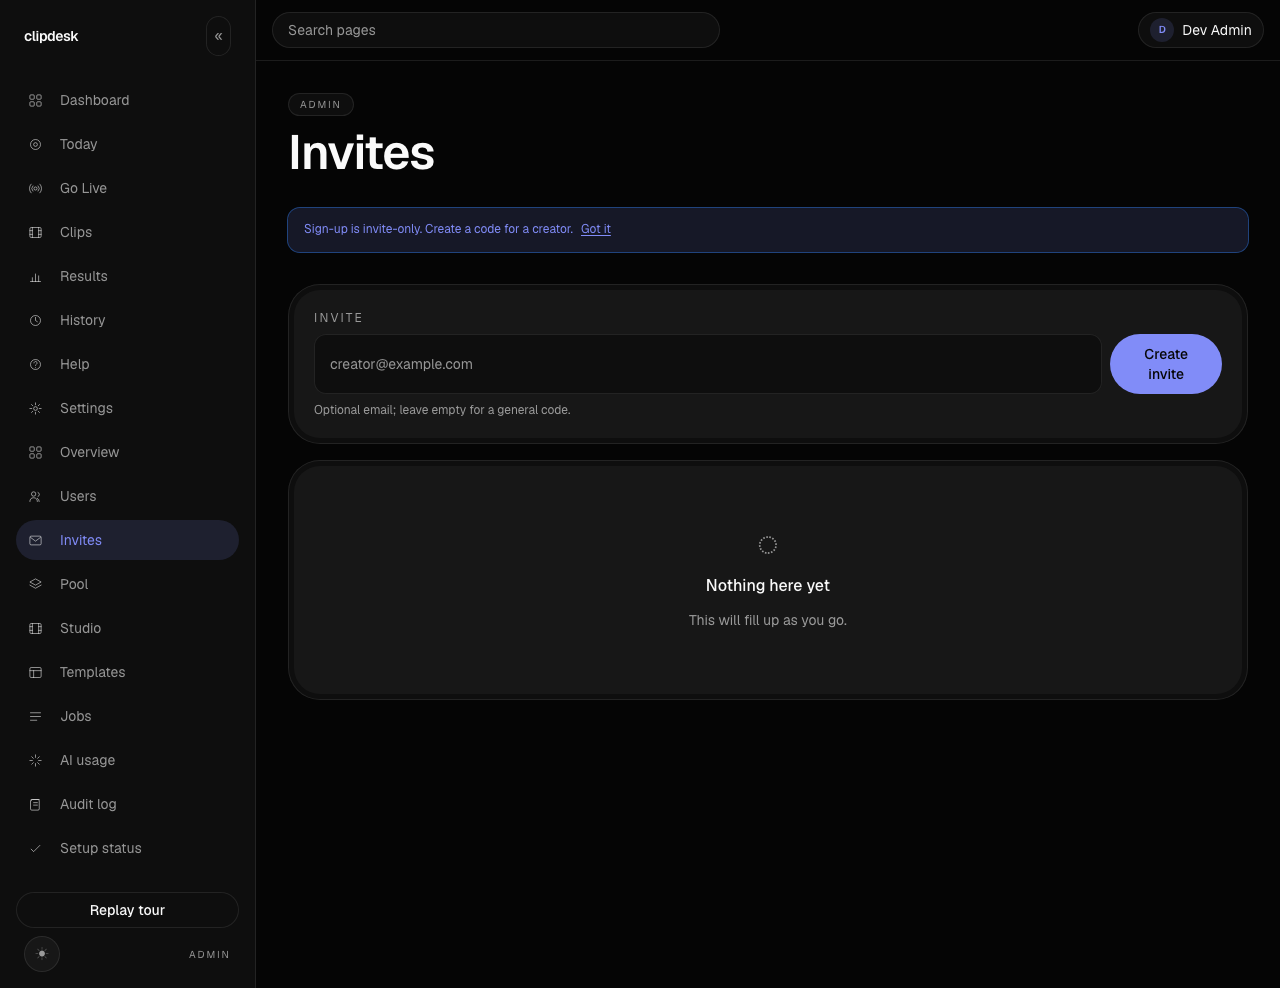 clipdesk
«
Search pages
D
Dev Admin
Dashboard
Today
Go Live
Clips
Results
History
Help
Settings
Overview
Users
Invites
Pool
Studio
Templates
Jobs
AI usage
Audit log
Setup status
Replay tour
ADMIN
ADMIN
Invites
Sign-up is invite-only. Create a code for a creator. Got it
INVITE
creator@example.com
Create
invite
Optional email; leave empty for a general code.
Nothing here yet
This will fill up as you go.